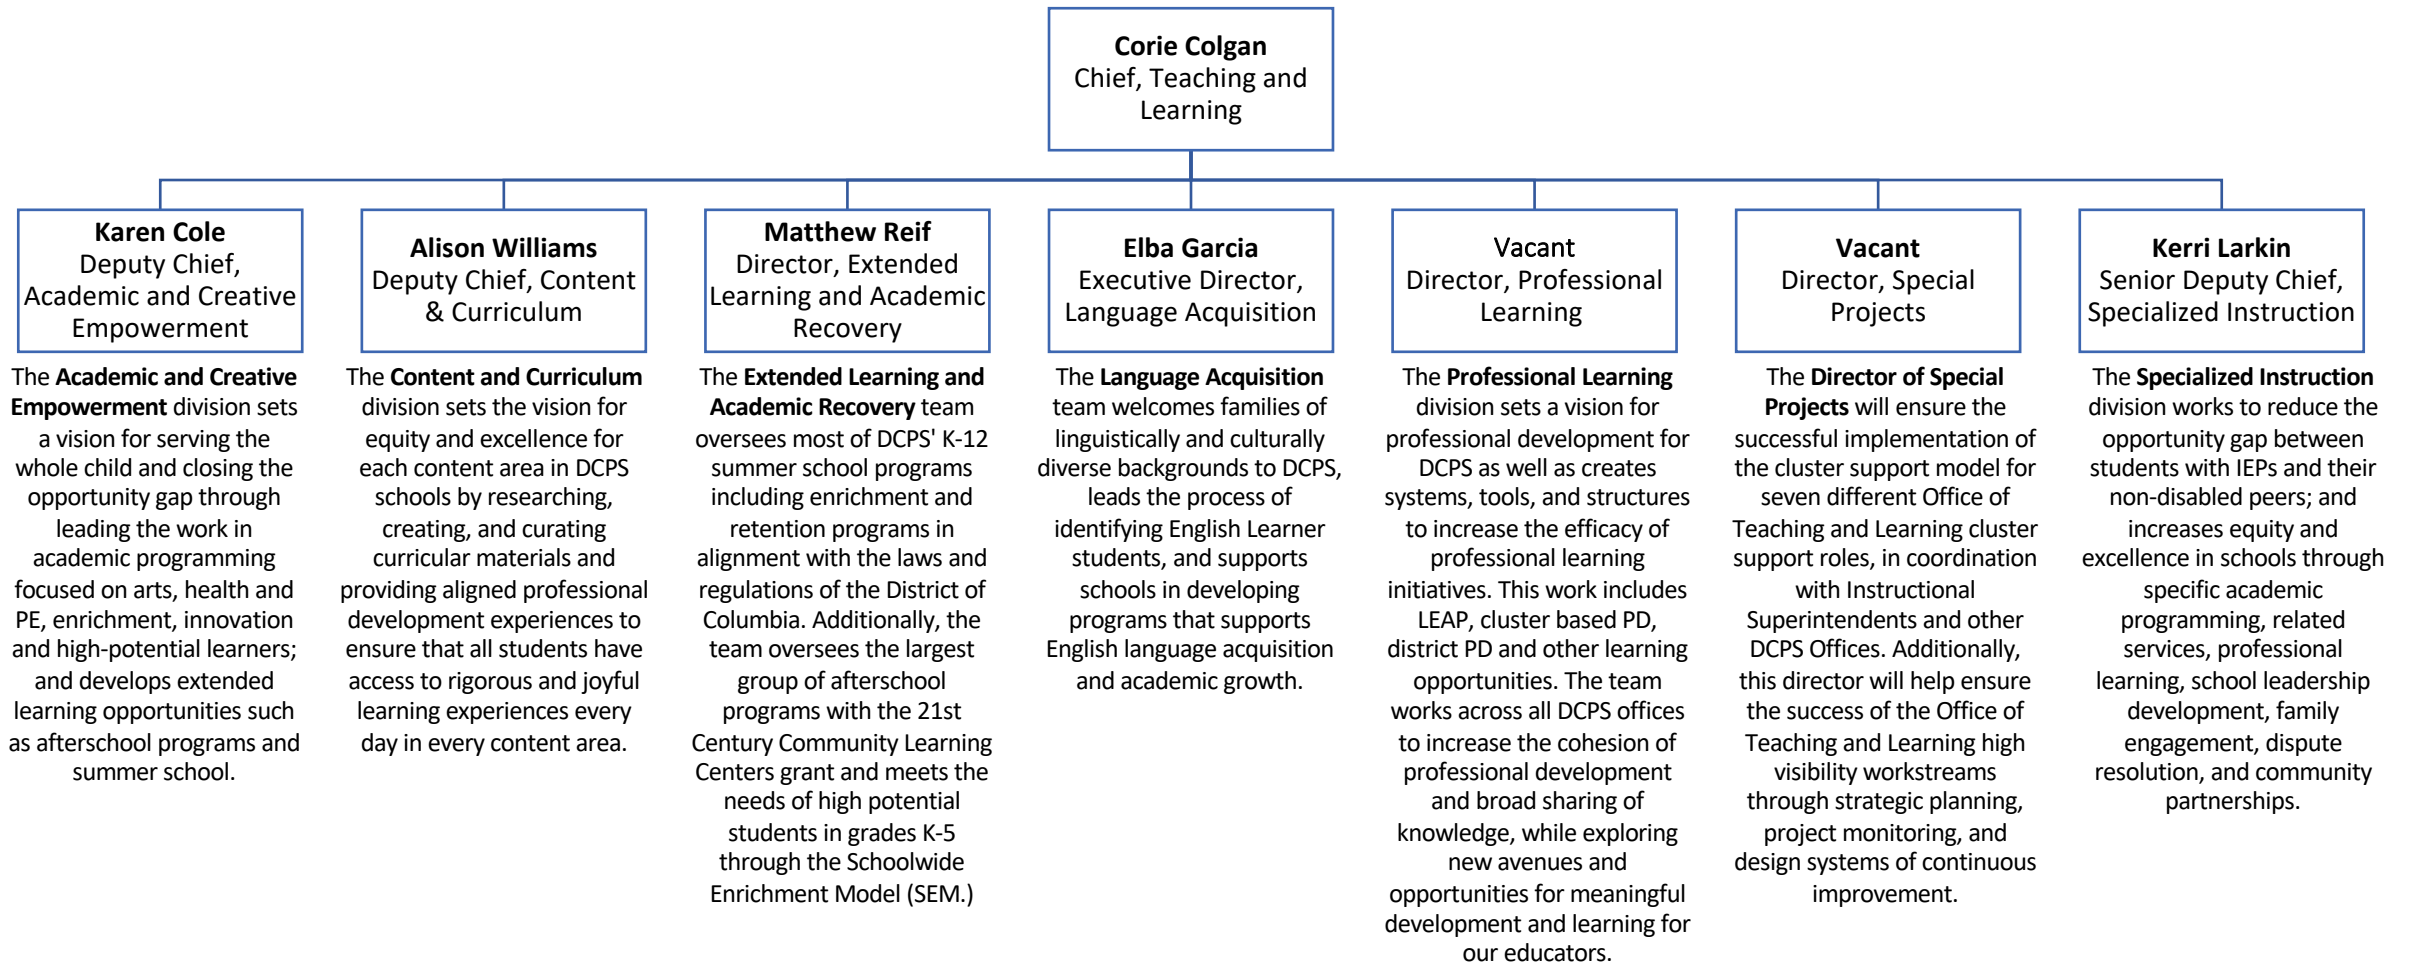 Corie Colgan
Chief, Teaching and
Learning
Karen Cole
Deputy Chief,
Academic and Creative
Empowerment
The Academic and Creative
Empowerment division sets
a vision for serving the
whole child and closing the
opportunity gap through
leading the work in
academic programming
focused on arts, health and
PE, enrichment, innovation
and high-potential learners;
and develops extended
learning opportunities such
as afterschool programs and
summer school.
Alison Williams
Deputy Chief, Content
& Curriculum
The Content and Curriculum
division sets the vision for
equity and excellence for
each content area in DCPS
schools by researching,
creating, and curating
curricular materials and
providing aligned professional
development experiences to
ensure that all students have
access to rigorous and joyful
learning experiences every
day in every content area.
Matthew Reif
Director, Extended
Learning and Academic
Recovery
The Extended Learning and
Academic Recovery team
oversees most of DCPS' K-12
summer school programs
including enrichment and
retention programs in
alignment with the laws and
regulations of the District of
Columbia. Additionally, the
team oversees the largest
group of afterschool
programs with the 21st
Century Community Learning
Centers grant and meets the
needs of high potential
students in grades K-5
through the Schoolwide
Enrichment Model (SEM.)
Elba Garcia
Executive Director,
Language Acquisition
The Language Acquisition
team welcomes families of
linguistically and culturally
diverse backgrounds to DCPS,
leads the process of
identifying English Learner
students, and supports
schools in developing
programs that supports
English language acquisition
and academic growth.
Vacant
Director, Professional
Learning
The Professional Learning
division sets a vision for
professional development for
DCPS as well as creates
systems, tools, and structures
to increase the efficacy of
professional learning
initiatives. This work includes
LEAP, cluster based PD,
district PD and other learning
opportunities. The team
works across all DCPS offices
to increase the cohesion of
professional development
and broad sharing of
knowledge, while exploring
new avenues and
opportunities for meaningful
development and learning for
our educators.
Vacant
Director, Special
Projects
The Director of Special
Projects will ensure the
successful implementation of
the cluster support model for
seven different Office of
Teaching and Learning cluster
support roles, in coordination
with Instructional
Superintendents and other
DCPS Offices. Additionally,
this director will help ensure
the success of the Office of
Teaching and Learning high
visibility workstreams
through strategic planning,
project monitoring, and
design systems of continuous
improvement.
Kerri Larkin
Senior Deputy Chief,
Specialized Instruction
The Specialized Instruction
division works to reduce the
opportunity gap between
students with IEPs and their
non-disabled peers; and
increases equity and
excellence in schools through
specific academic
programming, related
services, professional
learning, school leadership
development, family
engagement, dispute
resolution, and community
partnerships.